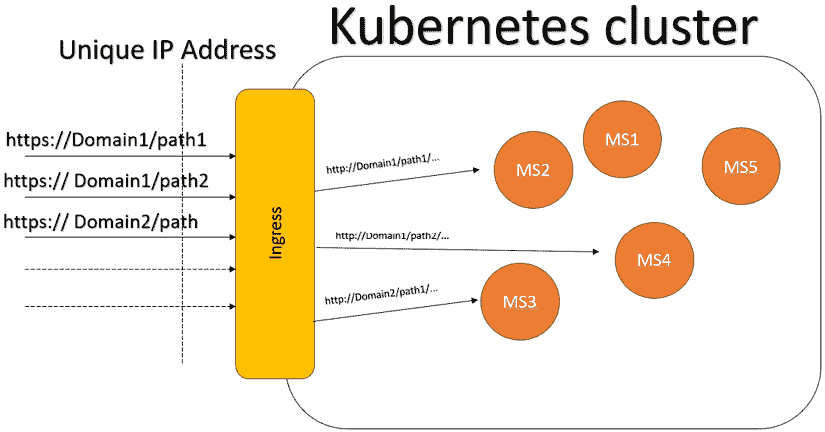 Kubernetes cluster
Unique IP Address
https://Domain1/path1
https:// Domain1/path2
https:// Domain2/path
Ingress
http://Domain1/path1/...
http://Domain1/path2/...
http://Domain2/path1/...
MS1
MS2
MS5
MS4
MS3